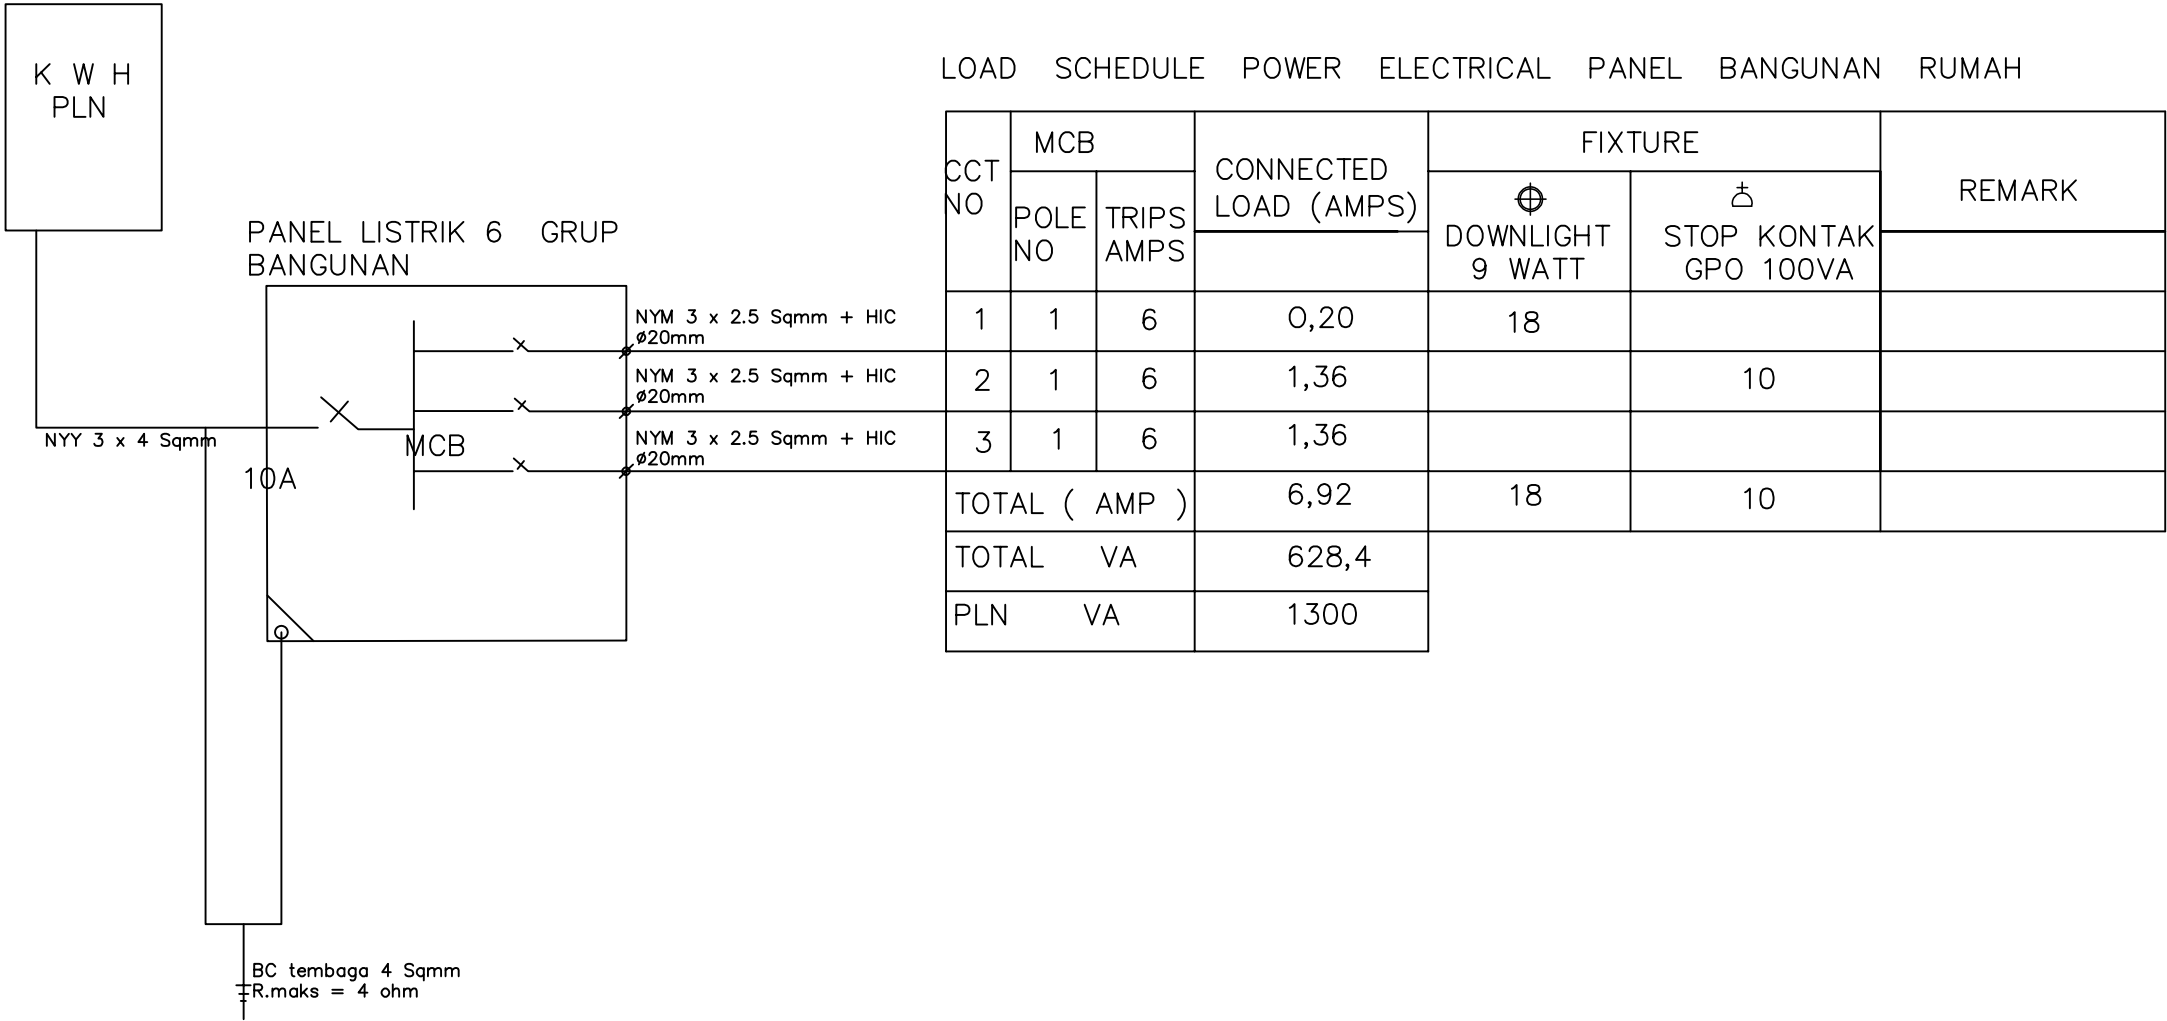 K W H
PLN
LOAD SCHEDULE POWER ELECTRICAL PANEL BANGUNAN RUMAH
PANEL LISTRIK 6 GRUP
BANGUNAN
NYM 3 x 2.5 Sqmm + HIC
ø20mm
NYM 3 x 2.5 Sqmm + HIC
ø20mm
NYM 3 x 2.5 Sqmm + HIC
ø20mm
NYY 3 x 4 Sqmm
MCB
10A
BC tembaga 4 Sqmm
R.maks = 4 ohm
CCT
NO
MCB
POLE
NO
TRIPS
AMPS
CONNECTED
LOAD (AMPS)
FIXTURE
DOWNLIGHT
9 WATT
STOP KONTAK
GPO 100VA
REMARK
1 1 6 0,20 18
2 1 6 1,36 10
3 1 6 1,36
TOTAL ( AMP ) 6,92 18 10
TOTAL VA 628,4
PLN VA 1300